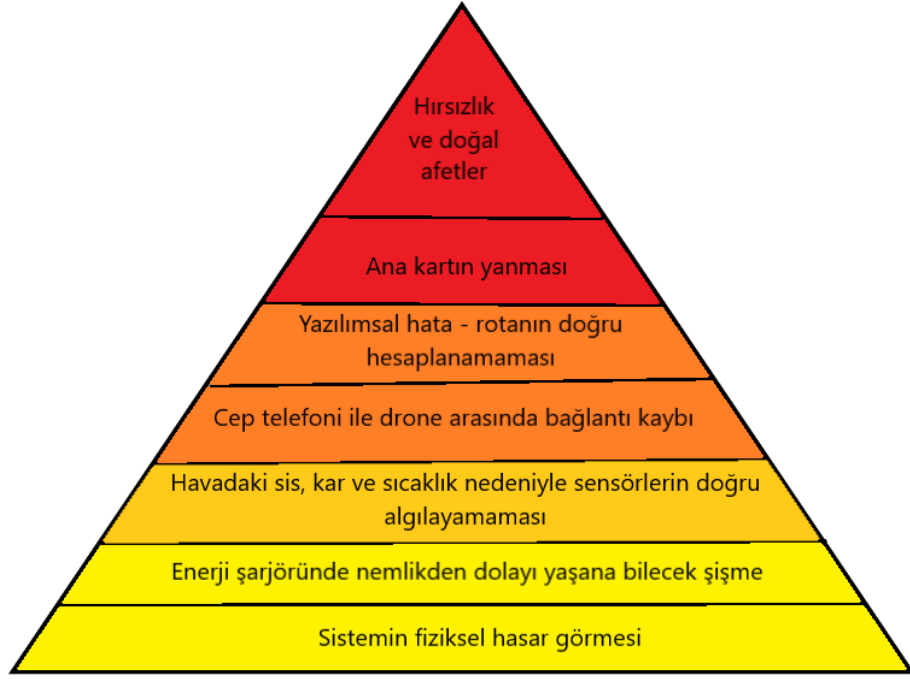 Hırsızlık
ve doğal
afetler
Ana kartın yanması
Yazılımsal hata - rotanın doğru
hesaplanamaması
Cep telefoni ile drone arasında bağlantı kaybı
Havadaki sis, kar ve sıcaklık nedeniyle sensörlerin doğru
algılayamaması
Enerji şarjöründe nemlikden dolayı yaşana bilecek şişme
Sistemin fiziksel hasar görmesi